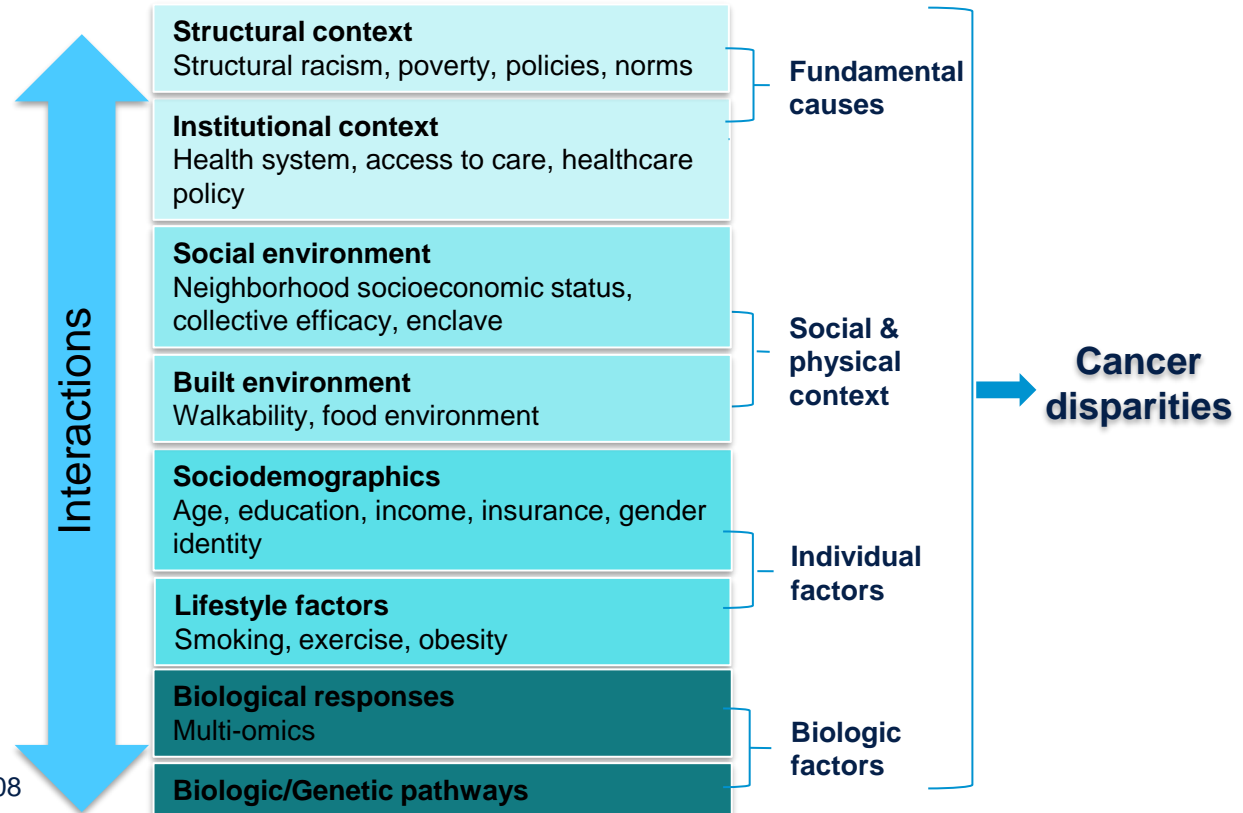 Structural context
Structural racism, poverty, policies, norms
Institutional context
Health system, access to care, healthcare
policy
Social environment
Neighborhood socioeconomic status,
collective efficacy, enclave
Built environment
Walkability, food environment
Sociodemographics
Age, education, income, insurance, gender
identity
Lifestyle factors
Smoking, exercise, obesity
Biological responses
Multi-omics
Biologic/Genetic pathways
Interactions
Fundamental
causes
Social &
physical
context
Individual
factors
Biologic
factors
Cancer
disparities
08